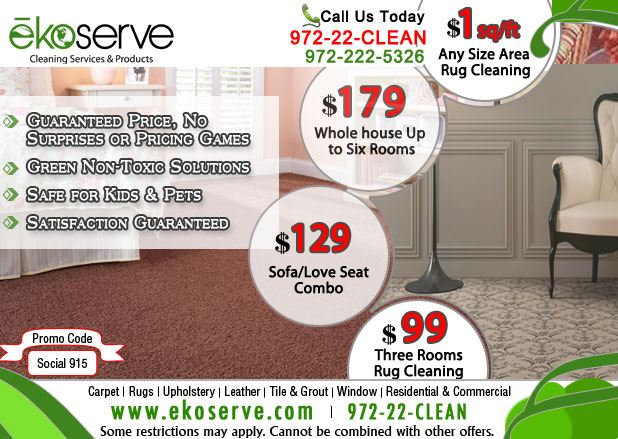 ēkoserve
Cleaning Services & Products
Call Us Today
972-22-CLEAN
972-222-5326
$1 sq/ft
Any Size Area
Rug Cleaning
Guaranteed Price, No
Surprises or Pricing Games
Green Non-Toxic Solutions
Safe for Kids & Pets
Satisfaction Guaranteed
$179
Whole house Up
to Six Rooms
$129
Sofa/Love Seat
Combo
$99
Three Rooms
Rug Cleaning
Promo Code
Social 915
Carpet | Rugs | Upholstery | Leather | Tile & Grout | Window | Residential & Commercial
www.ekoserve.com | 972-22-CLEAN
Some restrictions may apply. Cannot be combined with other offers.